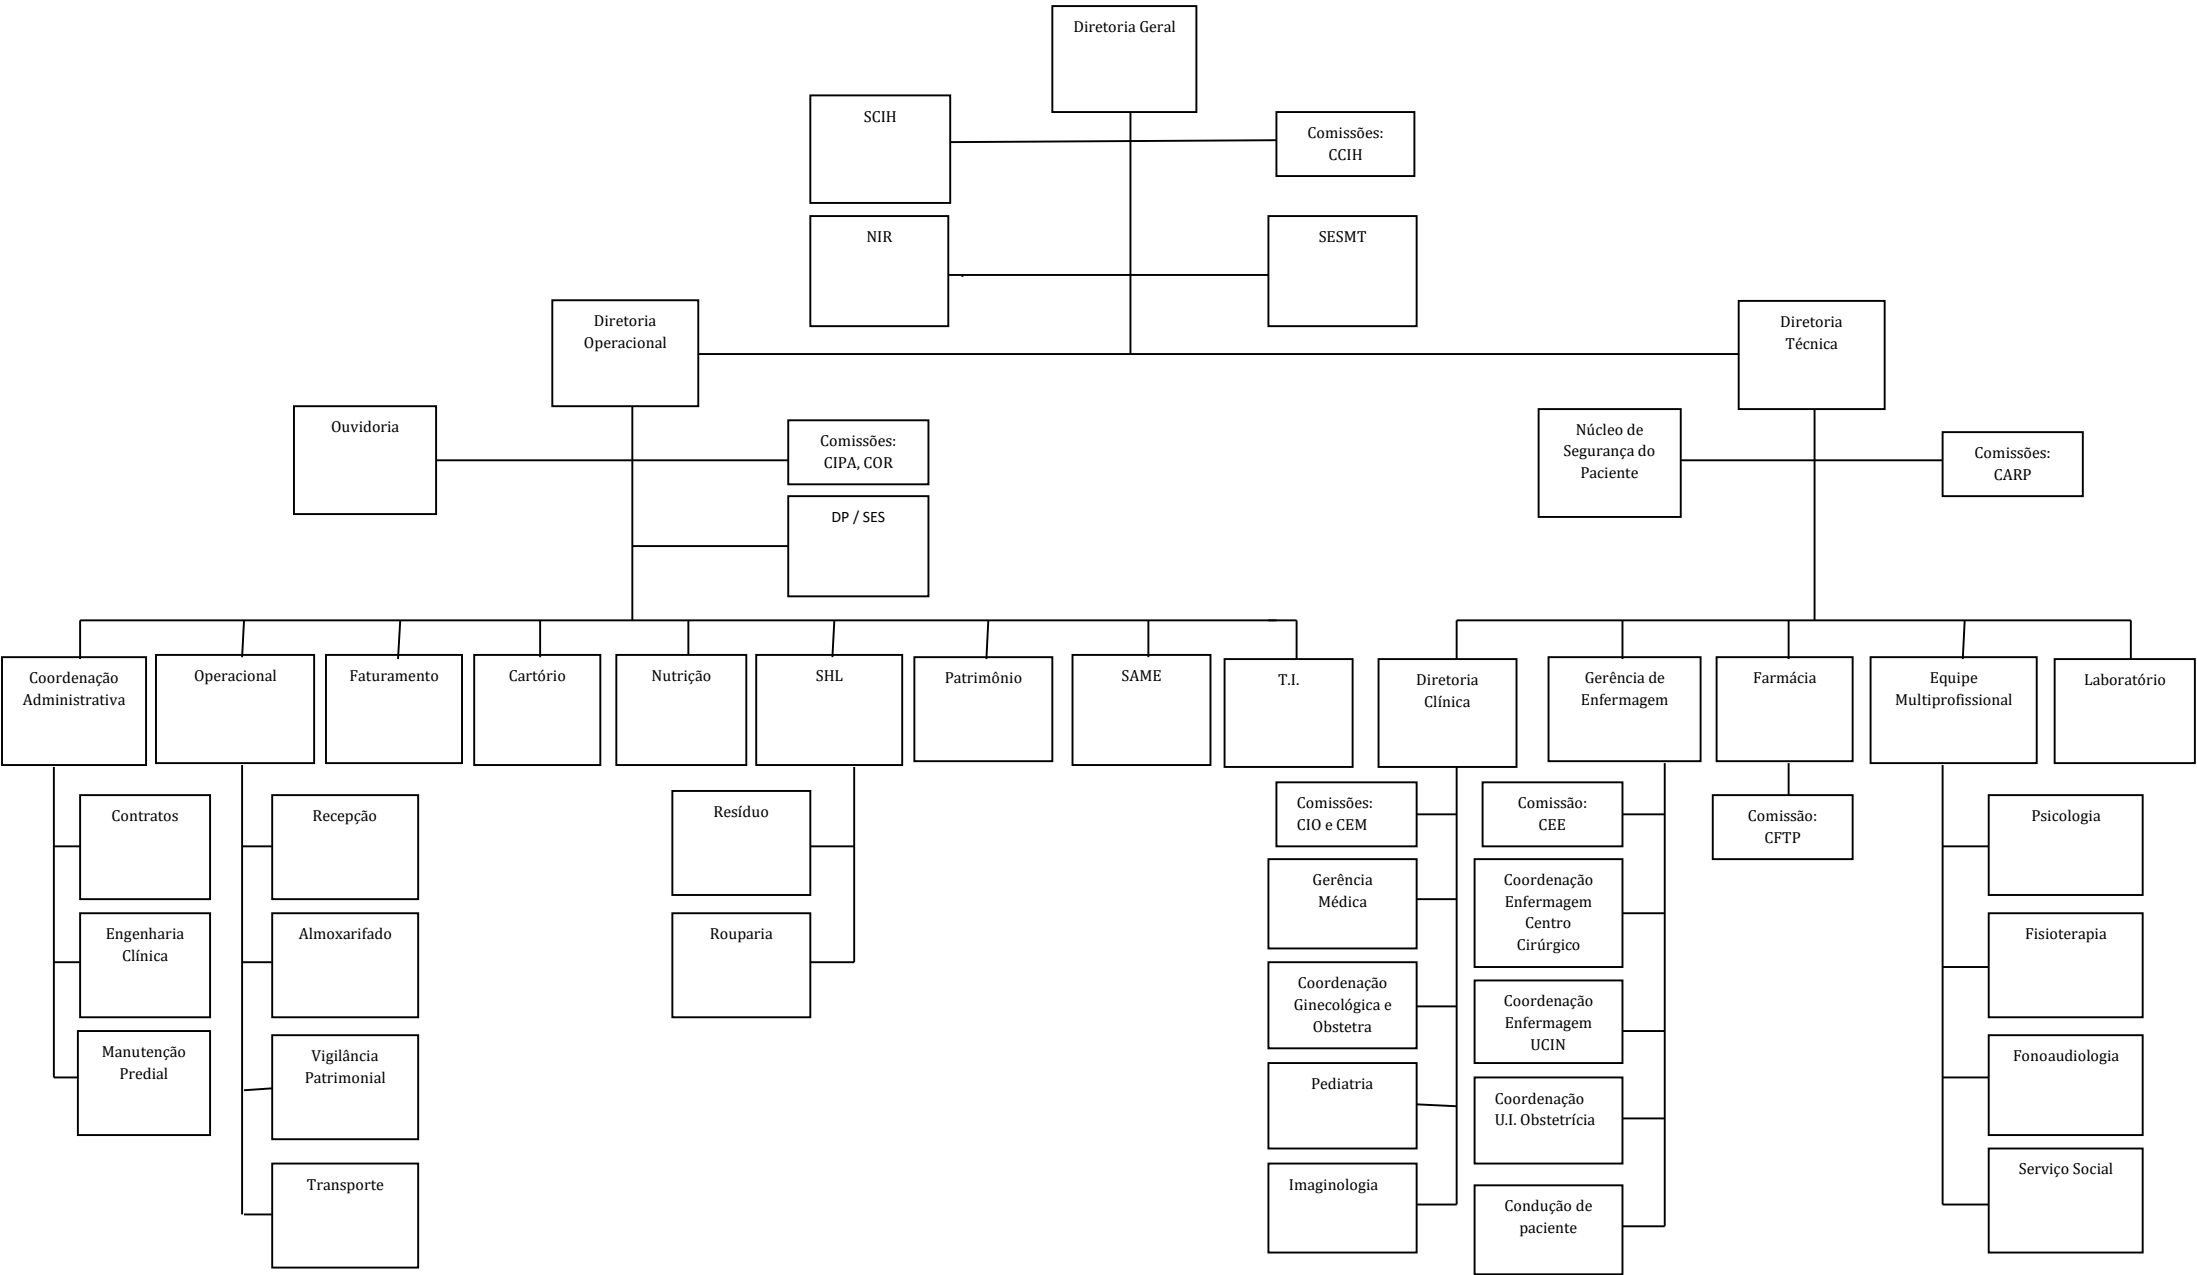 Diretoria Geral
SCIH
Comissões:
CCIH
NIR
SESMT
Diretoria
Operacional
Diretoria
Técnica
Ouvidoria
Comissões:
CIPA, COR
Núcleo de
Segurança do
Paciente
Comissões:
CARP
DP / SES
Coordenação
Administrativa
Operacional
Faturamento
Cartório
Nutrição
SHL
Patrimônio
SAME
T.I.
Diretoria
Clínica
Gerência de
Enfermagem
Farmácia
Equipe
Multiprofissional
Laboratório
Contratos
Engenharia
Clínica
Manutenção
Predial
Recepção
Almoxarifado
Vigilância
Patrimonial
Transporte
Resíduo
Rouparia
Comissões:
CIO e CEM
Gerência
Médica
Coordenação
Ginecológica e
Obstetra
Pediatria
Imaginologia
Comissão:
CEE
Coordenação
Enfermagem
Centro
Cirúrgico
Coordenação
Enfermagem
UCIN
Coordenação
U.I. Obstetrícia
Condução de
paciente
Comissão:
CFTP
Psicologia
Fisioterapia
Fonoaudiologia
Serviço Social